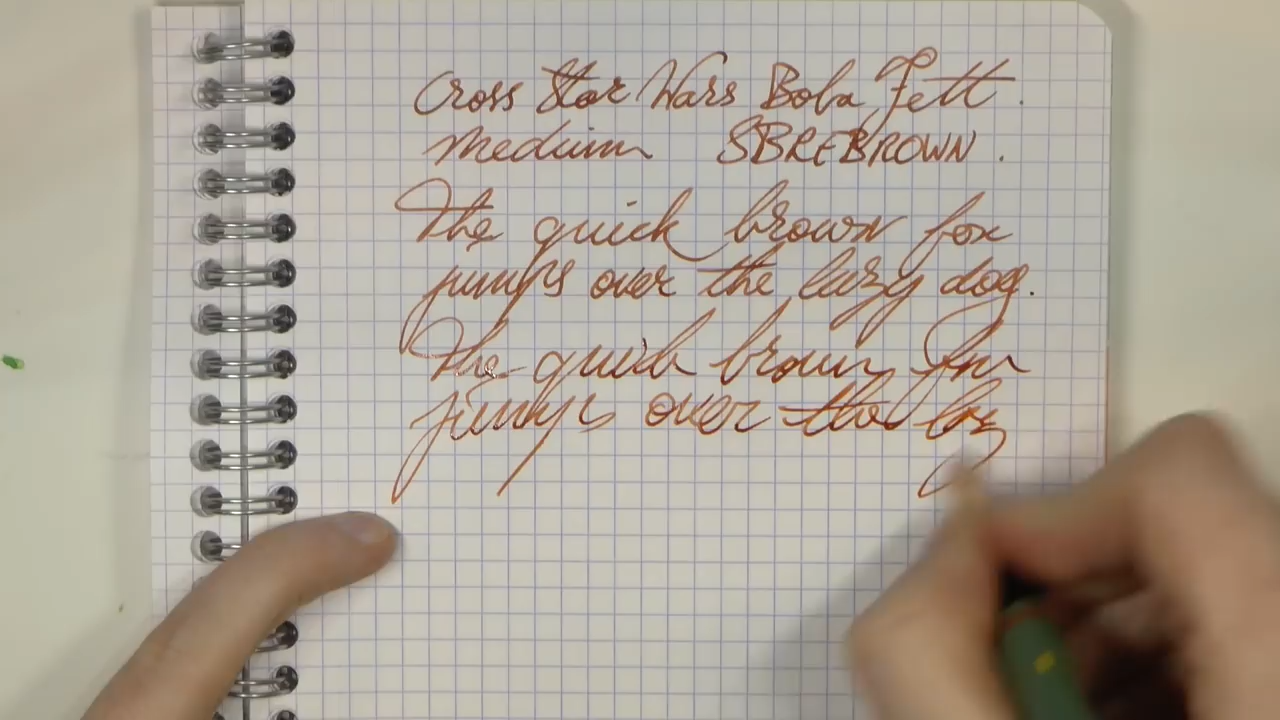 Cross Star Wars Boba Fett.
medium SBREBROWN.
The quick brown fox
jumps over the lazy dog.
The quick brown fox
jumps over the laz